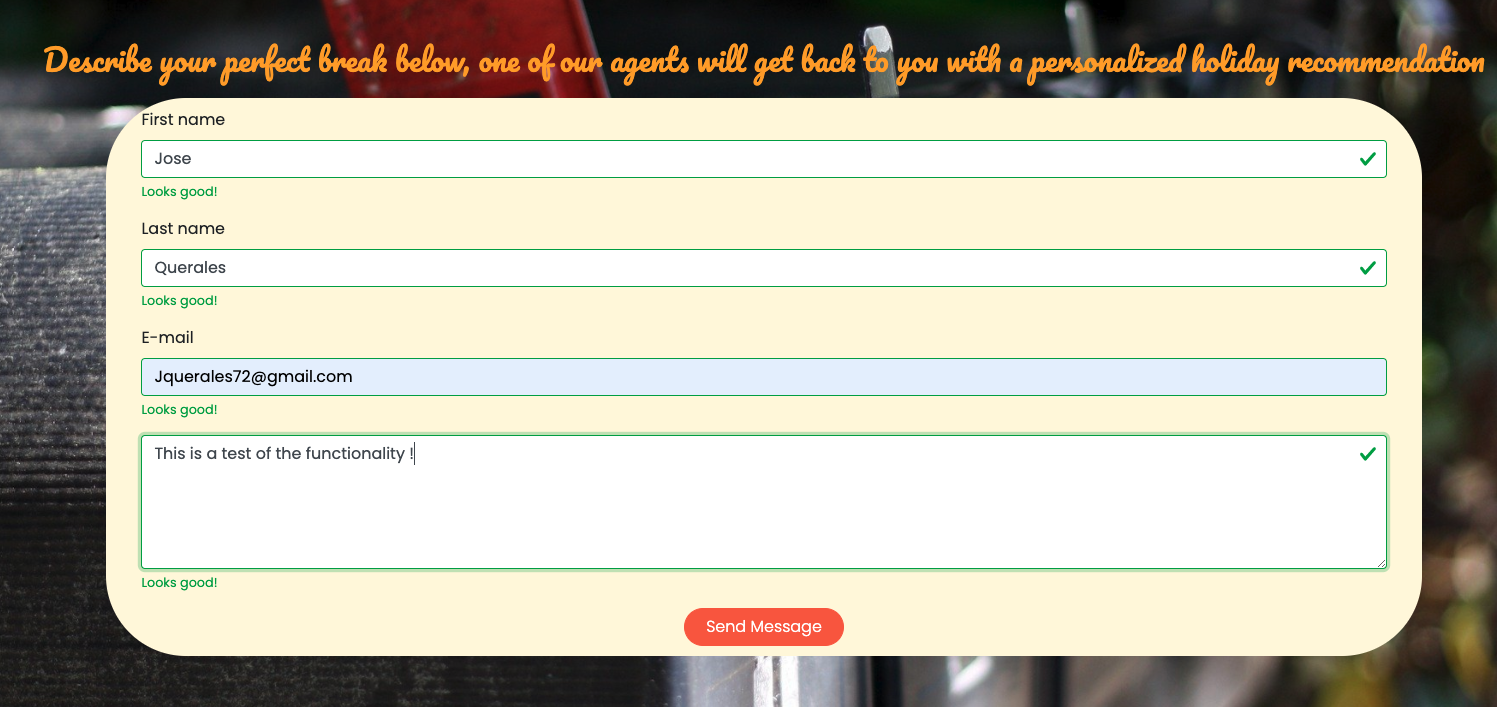 Describe your perfect break below, one of our agents will get back to you with a personalized holiday recommendation
First name
Jose
Looks good!
Last name
Querales
Looks good!
E-mail
Jquerales72@gmail.com
Looks good!
This is a test of the functionality !
Looks good!
Send Message